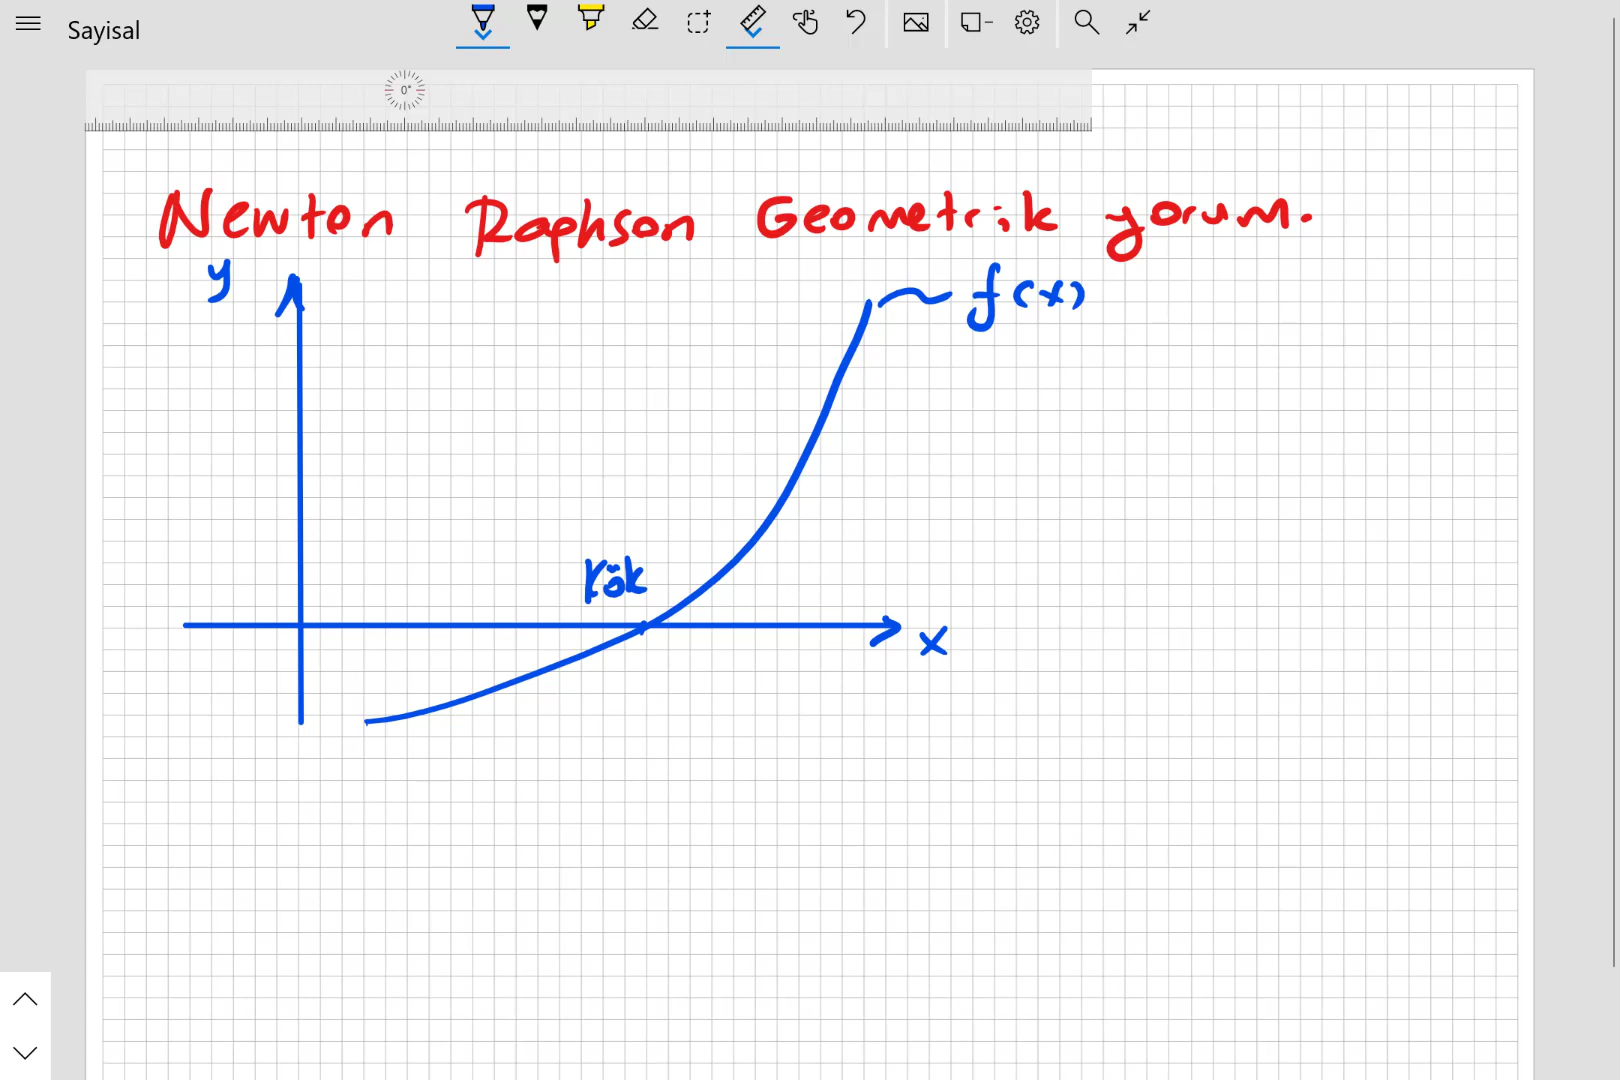 Sayisal
0°
Newton Raphson Geometrik yorum.
y
f(x)
Kök
x